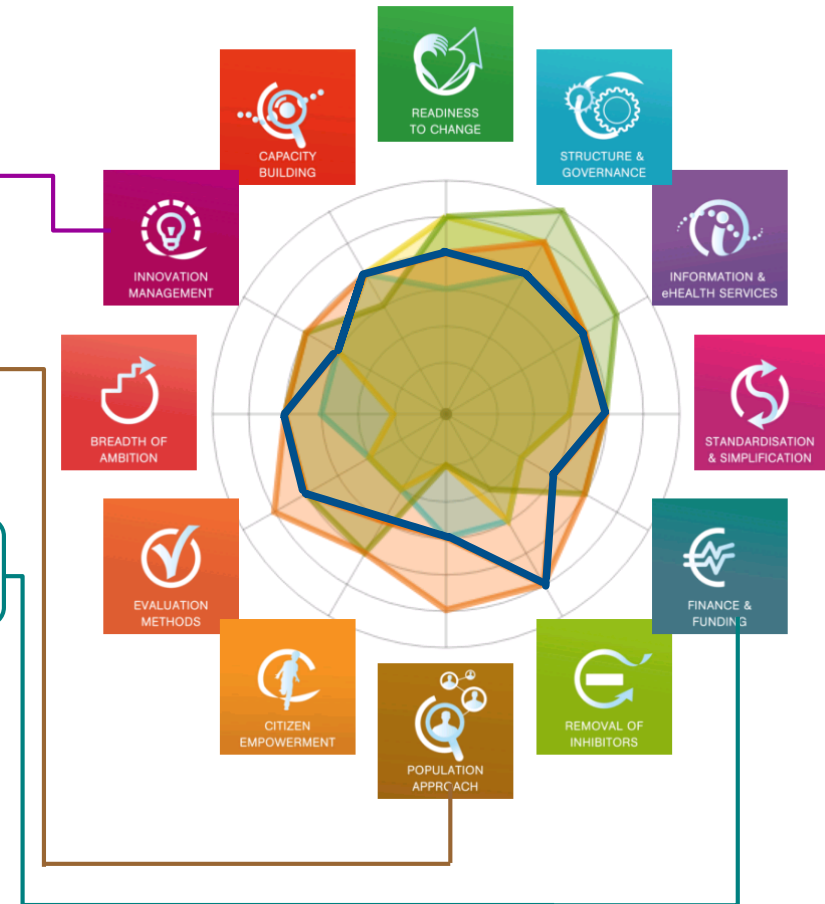 READINESS
TO CHANGE
CAPACITY
BUILDING
STRUCTURE &
GOVERNANCE
INNOVATION
MANAGEMENT
INFORMATION &
eHEALTH SERVICES
BREADTH OF
AMBITION
STANDARDISATION
& SIMPLIFICATION
EVALUATION
METHODS
FINANCE &
FUNDING
CITIZEN
EMPOWERMENT
REMOVAL OF
INHIBITORS
POPULATION
APPROACH